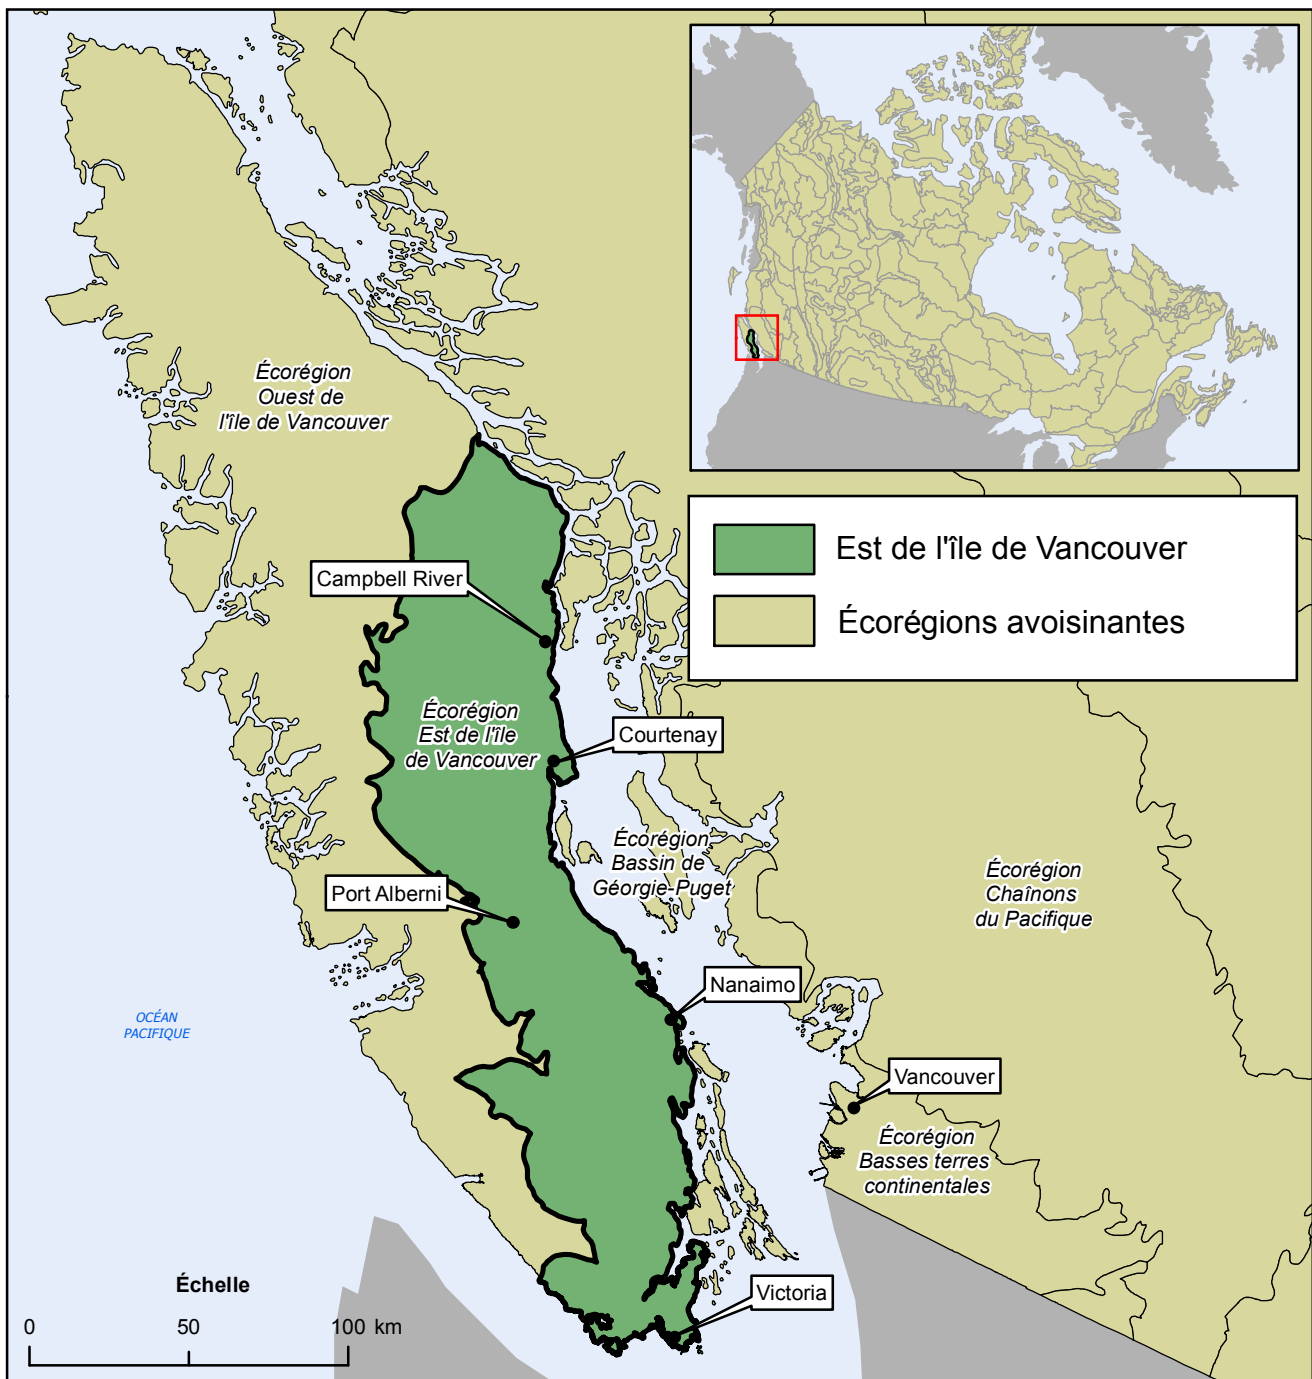 Écorégion
Ouest de
l'île de Vancouver
Est de l'île de Vancouver
Écorégions avoisinantes
Campbell River
Écorégion
Est de l'île
de Vancouver
Courtenay
Écorégion
Bassin de
Géorgie-Puget
Port Alberni
Écorégion
Chaînons
du Pacifique
Nanaimo
OCÉAN
PACIFIQUE
Vancouver
Écorégion
Basses terres
continentales
Victoria
Échelle
0 50 100 km